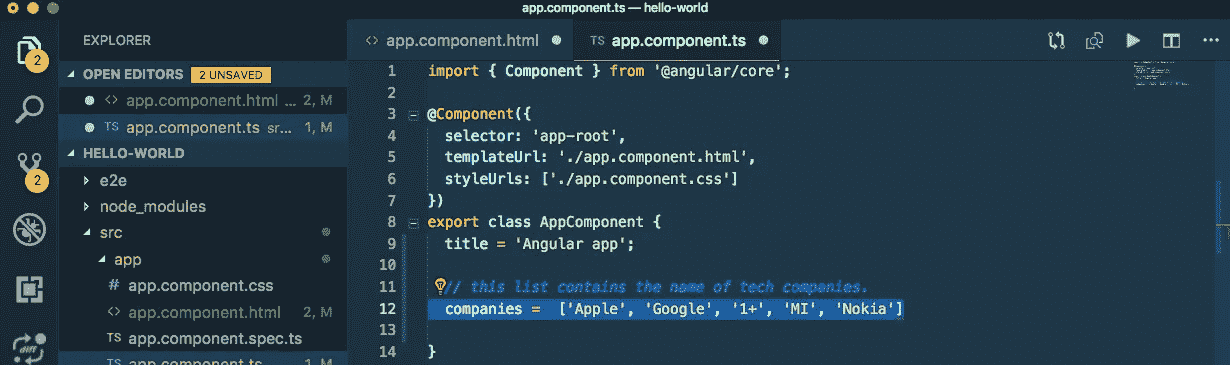 app.component.ts — hello-world
EXPLORER
OPEN EDITORS 2 UNSAVED
<> app.component.html ... 2, M
TS app.component.ts sr... 1, M
HELLO-WORLD
e2e
node_modules
src
app
# app.component.css
<> app.component.html 2, M
TS app.component.spec.ts
TS app.component.ts 1, M
2
2
diff
<> app.component.html
TS app.component.ts
...
1 import { Component } from '@angular/core';
2
3 @Component({
4 selector: 'app-root',
5 templateUrl: './app.component.html',
6 styleUrls: ['./app.component.css']
7 })
8 export class AppComponent {
9 title = 'Angular app';
10
11 // this list contains the name of tech companies.
12 companies = ['Apple', 'Google', '1+', 'MI', 'Nokia']
13
14 }